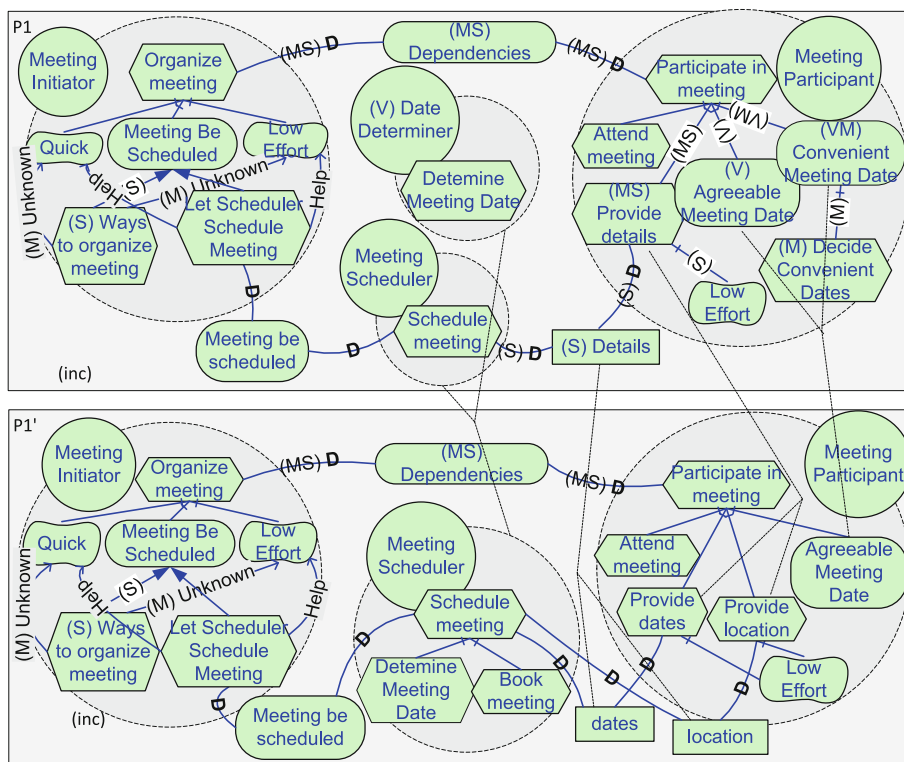 P1
Meeting
Initiator
Organize
meeting
(MS) D
(MS)
Dependencies
(MS) D
Participate in
meeting
Meeting
Participant
(V) Date
Determiner
Detemine
Meeting Date
Quick
Meeting Be
Scheduled
Low
Effort
Attend
meeting
(MS)
(V)
(VM)
(VM)
Convenient
Meeting Date
(V)
Agreeable
Meeting Date
(M) Unknown
Help
(S)
(M) Unknown
Help
(S) Ways
to organize
meeting
Let Scheduler
Schedule
Meeting
(MS)
Provide
details
(M)
(M) Decide
Convenient
Dates
(S)
Low
Effort
Meeting
Scheduler
Schedule
meeting
D
Meeting be
scheduled
D
(S) D
(S) Details
(S) D
(inc)
P1'
Meeting
Initiator
Organize
meeting
(MS) D
(MS)
Dependencies
(MS) D
Participate in
meeting
Meeting
Participant
Quick
Meeting Be
Scheduled
Low
Effort
Meeting
Scheduler
Attend
meeting
Agreeable
Meeting
Date
(M) Unknown
Help
(S)
(M) Unknown
Help
(S) Ways
to organize
meeting
Let Scheduler
Schedule
Meeting
Schedule
meeting
Provide
dates
Provide
location
Detemine
Meeting
Date
Book
meeting
Low
Effort
D
D
D
D
D
D
Meeting be
scheduled
dates
location
(inc)